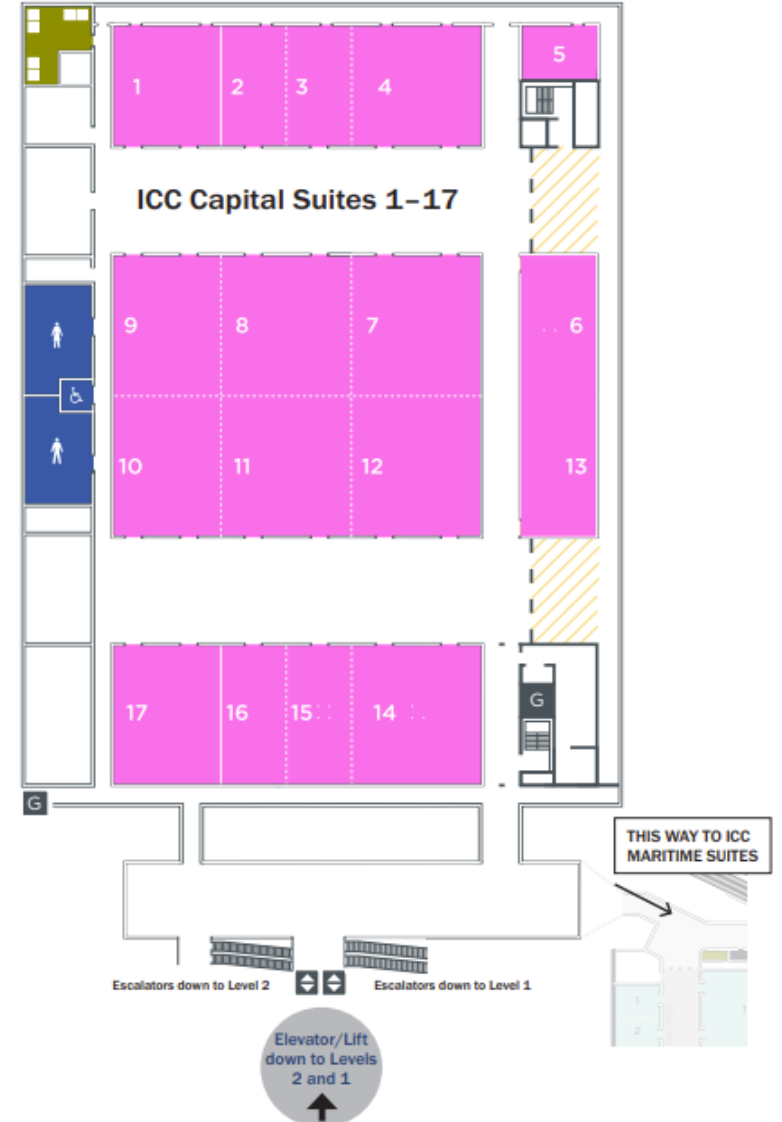 5
1 2 3 4
ICC Capital Suites 1–17
9 8 7 6
10 11 12 13
G
17 16 15 14
G
THIS WAY TO ICC
MARITIME SUITES
Escalators down to Level 2
Escalators down to Level 1
Elevator/Lift
down to Levels
2 and 1
1
2